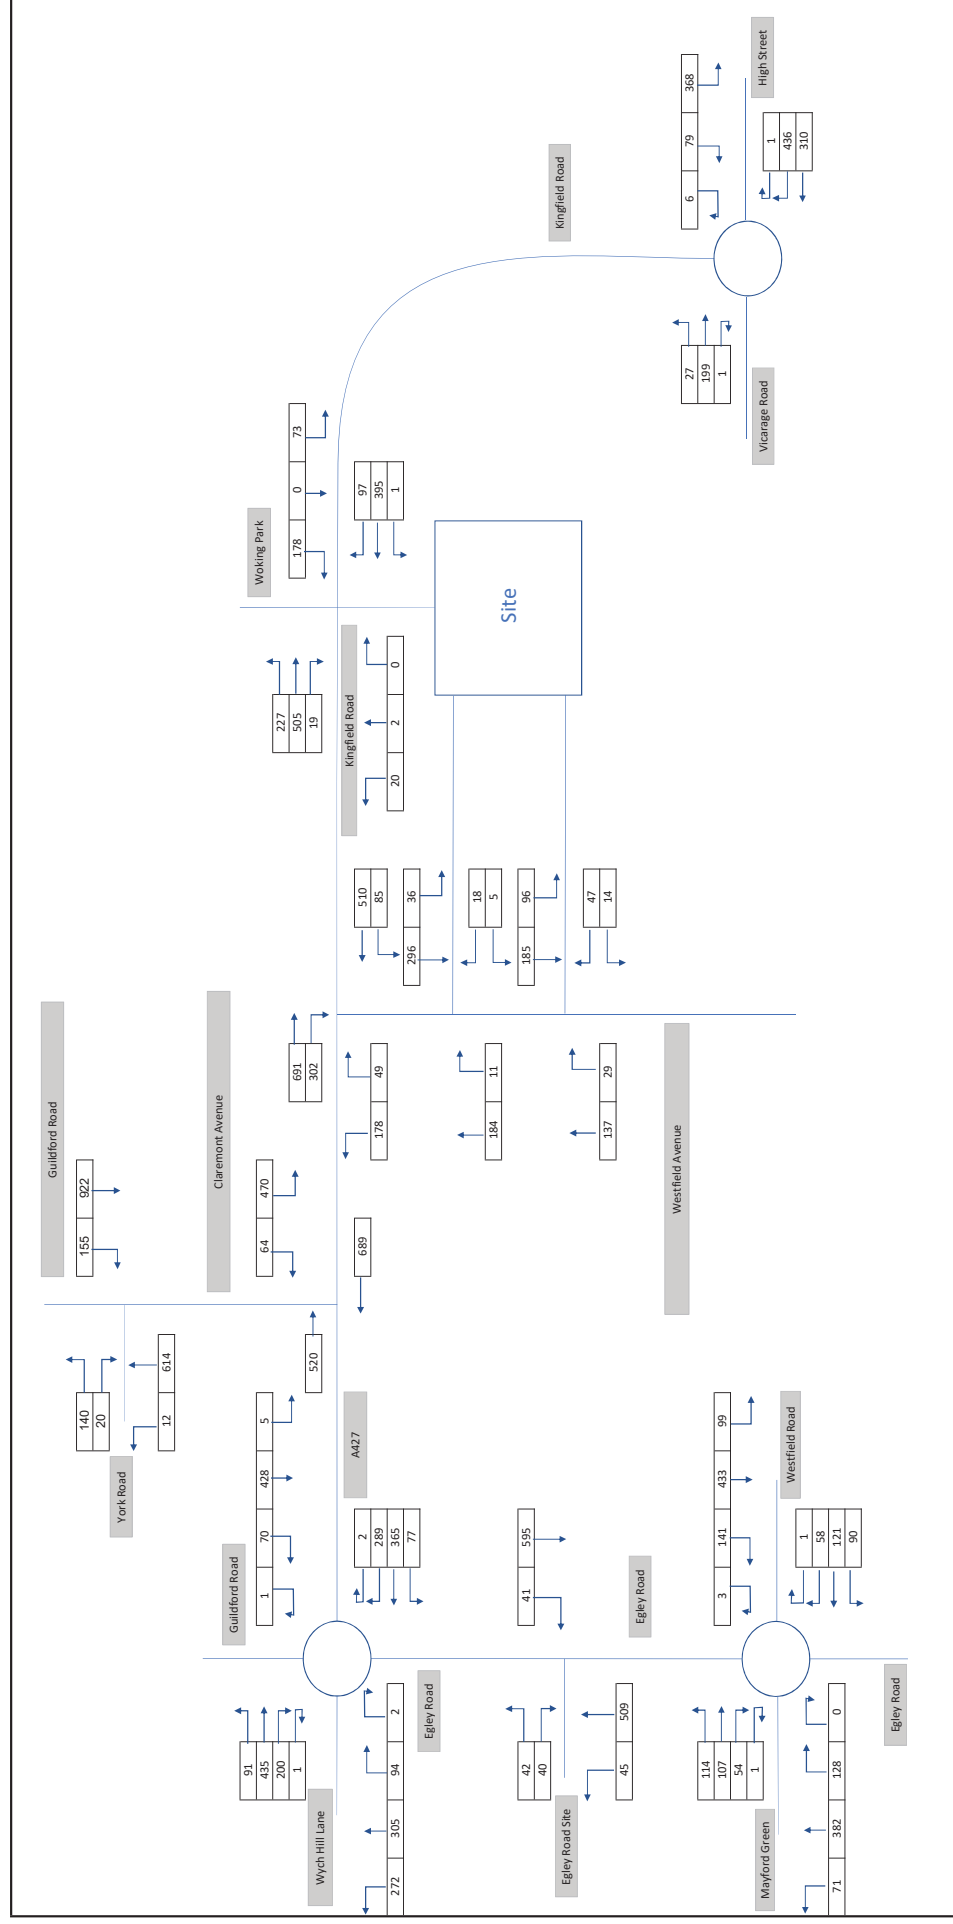 Guildford Road
155 922
140
20
12 614
York Road
Claremont Avenue
64 470
520
689
Guildford Road
1 70 428 5
A427
2
289
365
77
91
435
200
1
Wych Hill Lane
272 305 94 2
Egley Road
691
302
178 49
510
85
296 36
184 11
18
5
185 96
137 29
47
14
Westfield Avenue
Woking Park
178 0 73
227
505
19
Kingfield Road
20 2 0
97
395
1
Site
Kingfield Road
41 595
42
40
45 509
Egley Road Site
Egley Road
3 141 433 99
Westfield Road
1
58
121
90
114
107
54
1
Mayford Green
71 382 128 0
Egley Road
6 79 368
High Street
1
436
310
27
199
1
Vicarage Road